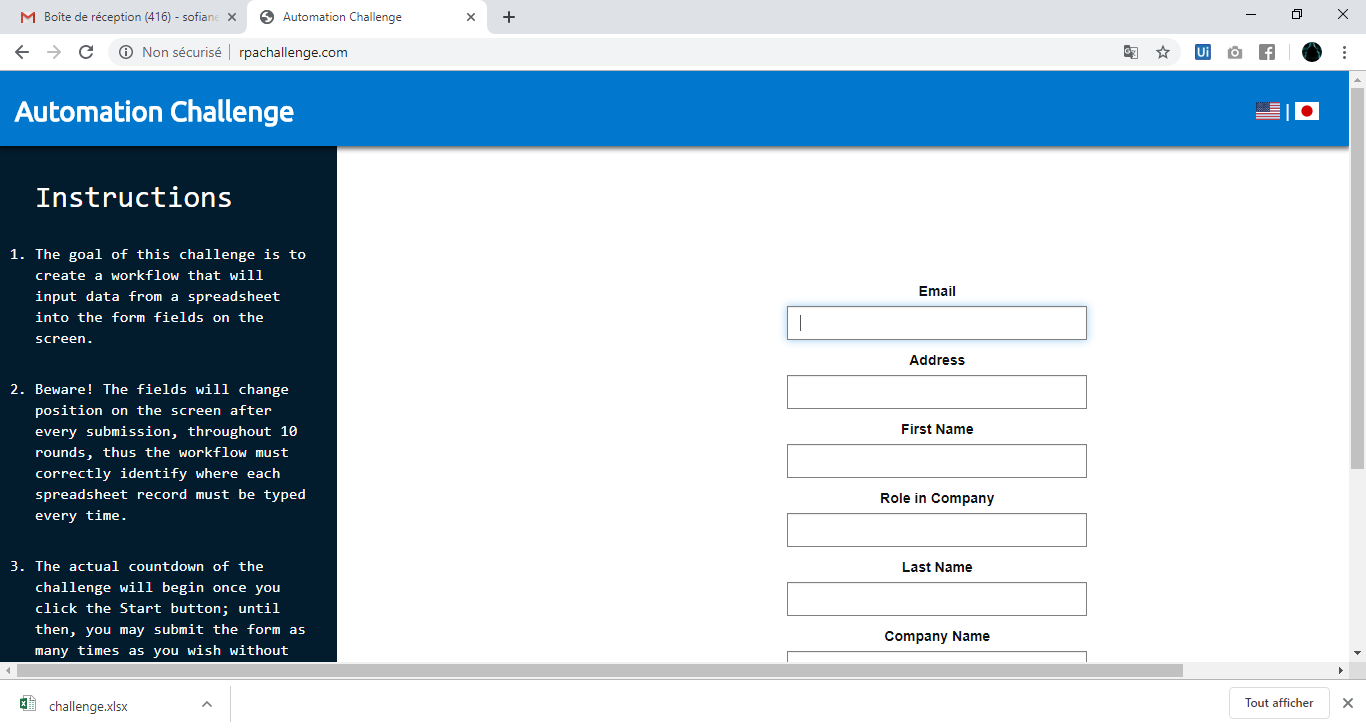 Boîte de réception (416) - sofiane
Automation Challenge
Non sécurisé
rpachallenge.com
Ui
Automation Challenge
|
Instructions
1. The goal of this challenge is to
create a workflow that will
input data from a spreadsheet
into the form fields on the
screen.
2. Beware! The fields will change
position on the screen after
every submission, throughout 10
rounds, thus the workflow must
correctly identify where each
spreadsheet record must be typed
every time.
3. The actual countdown of the
challenge will begin once you
click the Start button; until
then, you may submit the form as
many times as you wish without
Email
Address
First Name
Role in Company
Last Name
Company Name
challenge.xlsx
Tout afficher